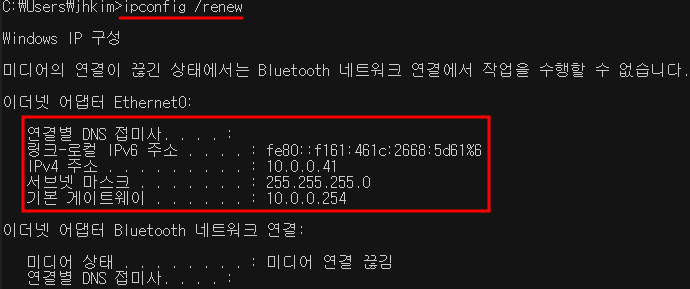 C:₩Users₩jhkim>ipconfig /renew
Windows IP 구성
미디어의 연결이 끊긴 상태에서는 Bluetooth 네트워크 연결에서 작업을 수행할 수 없습니다.
이더넷 어댑터 Ethernet0:
연결별 DNS 접미사. . . . :
링크-로컬 IPv6 주소 . . . . : fe80::f161:461c:2668:5d61%6
IPv4 주소 . . . . . . . . . : 10.0.0.41
서브넷 마스크 . . . . . . . : 255.255.255.0
기본 게이트웨이 . . . . . . : 10.0.0.254
이더넷 어댑터 Bluetooth 네트워크 연결:
미디어 상태 . . . . . . . . : 미디어 연결 끊김
연결별 DNS 접미사. . . . :